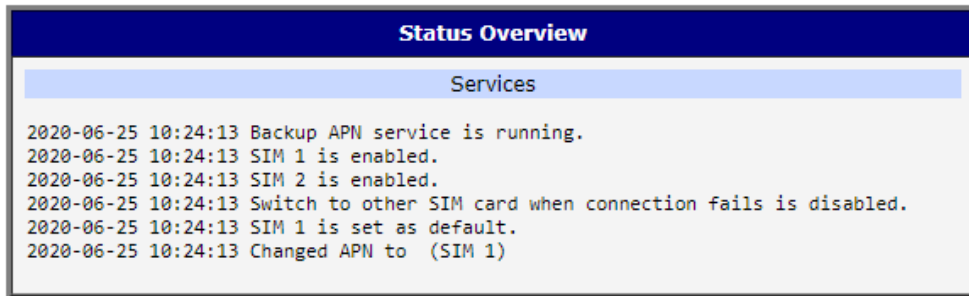 Status Overview
Services
2020-06-25 10:24:13 Backup APN service is running.
2020-06-25 10:24:13 SIM 1 is enabled.
2020-06-25 10:24:13 SIM 2 is enabled.
2020-06-25 10:24:13 Switch to other SIM card when connection fails is disabled.
2020-06-25 10:24:13 SIM 1 is set as default.
2020-06-25 10:24:13 Changed APN to  (SIM 1)